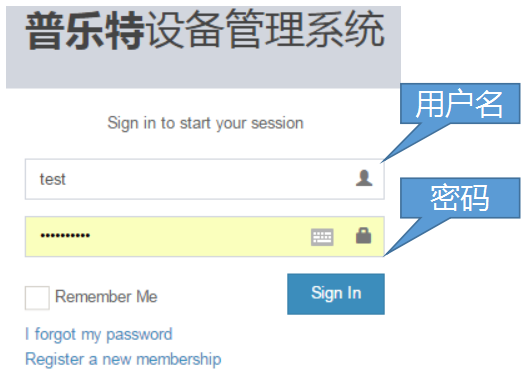 普乐特设备管理系统
Sign in to start your session
用户名
test
密码
••••••••••
Remember Me
Sign In
I forgot my password
Register a new membership